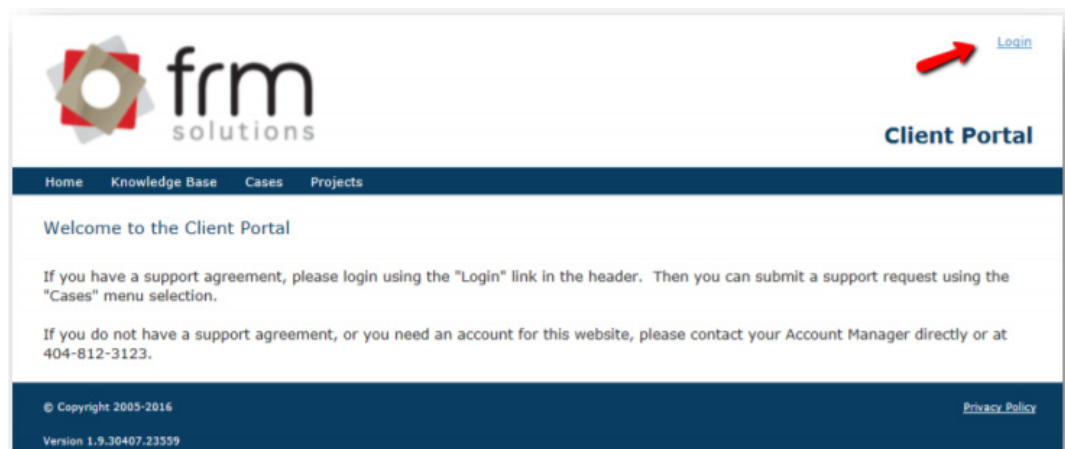 Login
frm
solutions
Client Portal
Home Knowledge Base Cases Projects
Welcome to the Client Portal
If you have a support agreement, please login using the "Login" link in the header. Then you can submit a support request using the
"Cases" menu selection.
If you do not have a support agreement, or you need an account for this website, please contact your Account Manager directly or at
404-812-3123.
© Copyright 2005-2016 Privacy Policy
Version 1.9.30407.23559